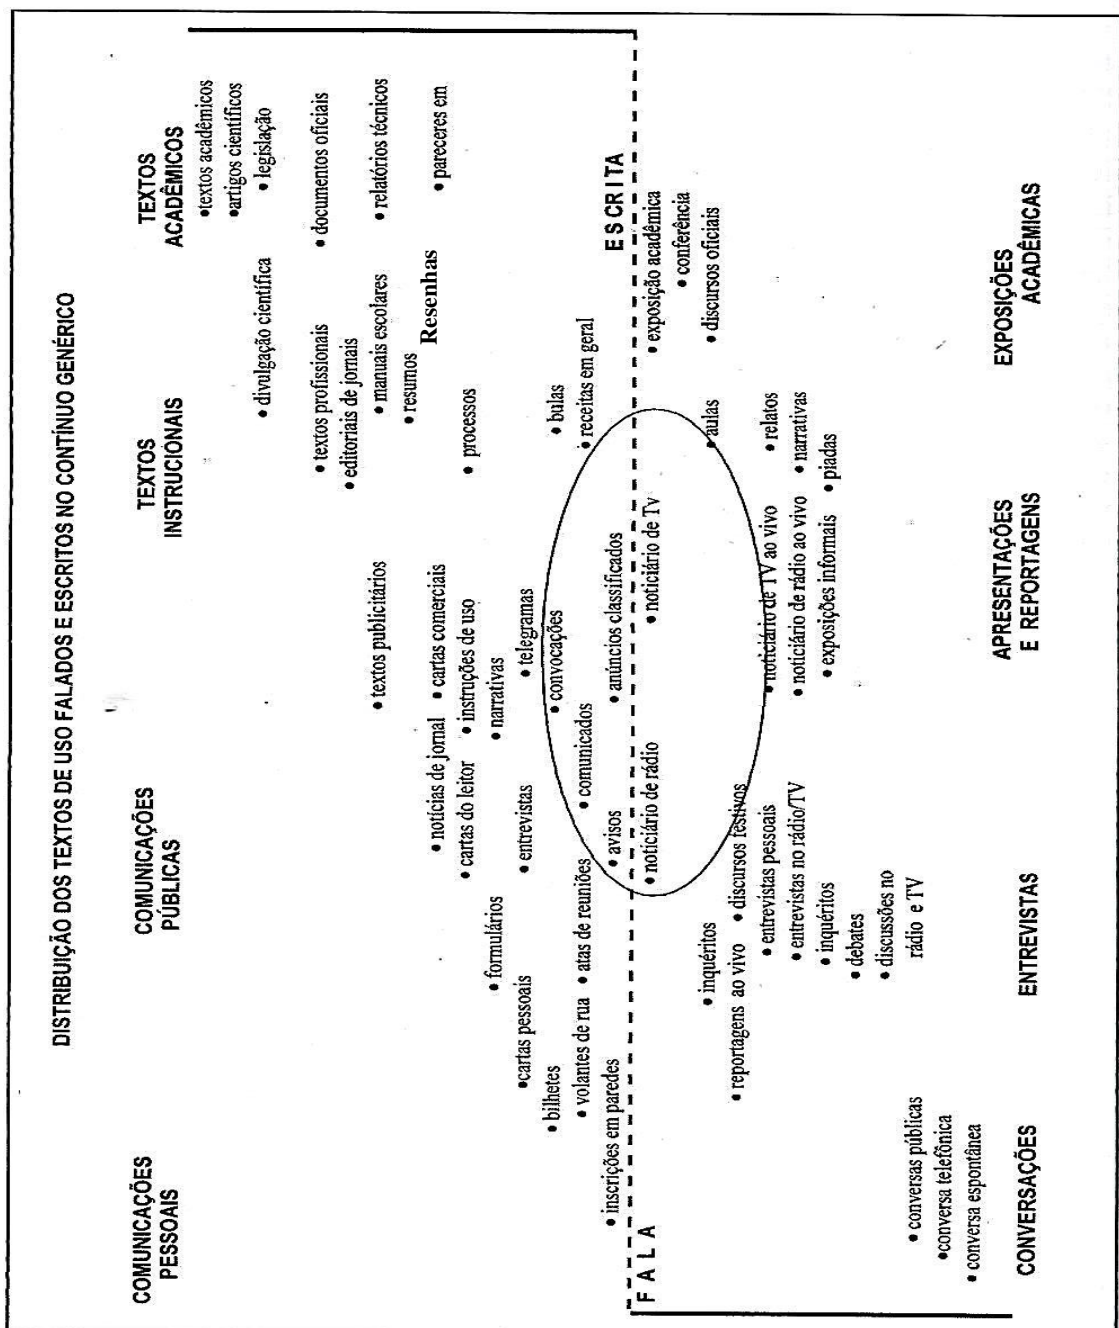 DISTRIBUIÇÃO DOS TEXTOS DE USO FALADOS E ESCRITOS NO CONTÍNUO GENÉRICO
COMUNICAÇÕES
PESSOAIS
COMUNICAÇÕES
PÚBLICAS
TEXTOS
INSTRUCIONAIS
TEXTOS
ACADÊMICOS
•textos acadêmicos
•artigos científicos
• legislação
• divulgação científica
• documentos oficiais
• textos profissionais
• editoriais de jornais
• relatórios técnicos
• manuais escolares
• textos publicitários
• resumos
Resenhas
• pareceres em
• notícias de jornal
• cartas comerciais
• cartas do leitor
• instruções de uso
• processos
• formulários
• narrativas
•cartas pessoais
• entrevistas
• telegramas
• bilhetes
• convocações
• bulas
• volantes de rua
• atas de reuniões
• comunicados
• receitas em geral
• inscrições em paredes
• avisos
• anúncios classificados
ESCRITA
FALA
• noticiário de rádio
• noticiário de Tv
• exposição acadêmica
• conferência
• inquéritos
• aulas
• discursos oficiais
• reportagens ao vivo
• discursos festivos
• entrevistas pessoais
• noticiário de TV ao vivo
• relatos
• entrevistas no rádio/TV
• noticiário de rádio ao vivo
• narrativas
• inquéritos
• exposições informais
• piadas
• debates
• discussões no
rádio e TV
• conversas públicas
•conversa telefônica
• conversa espontânea
CONVERSAÇÕES
ENTREVISTAS
APRESENTAÇÕES
E REPORTAGENS
EXPOSIÇÕES
ACADÊMICAS